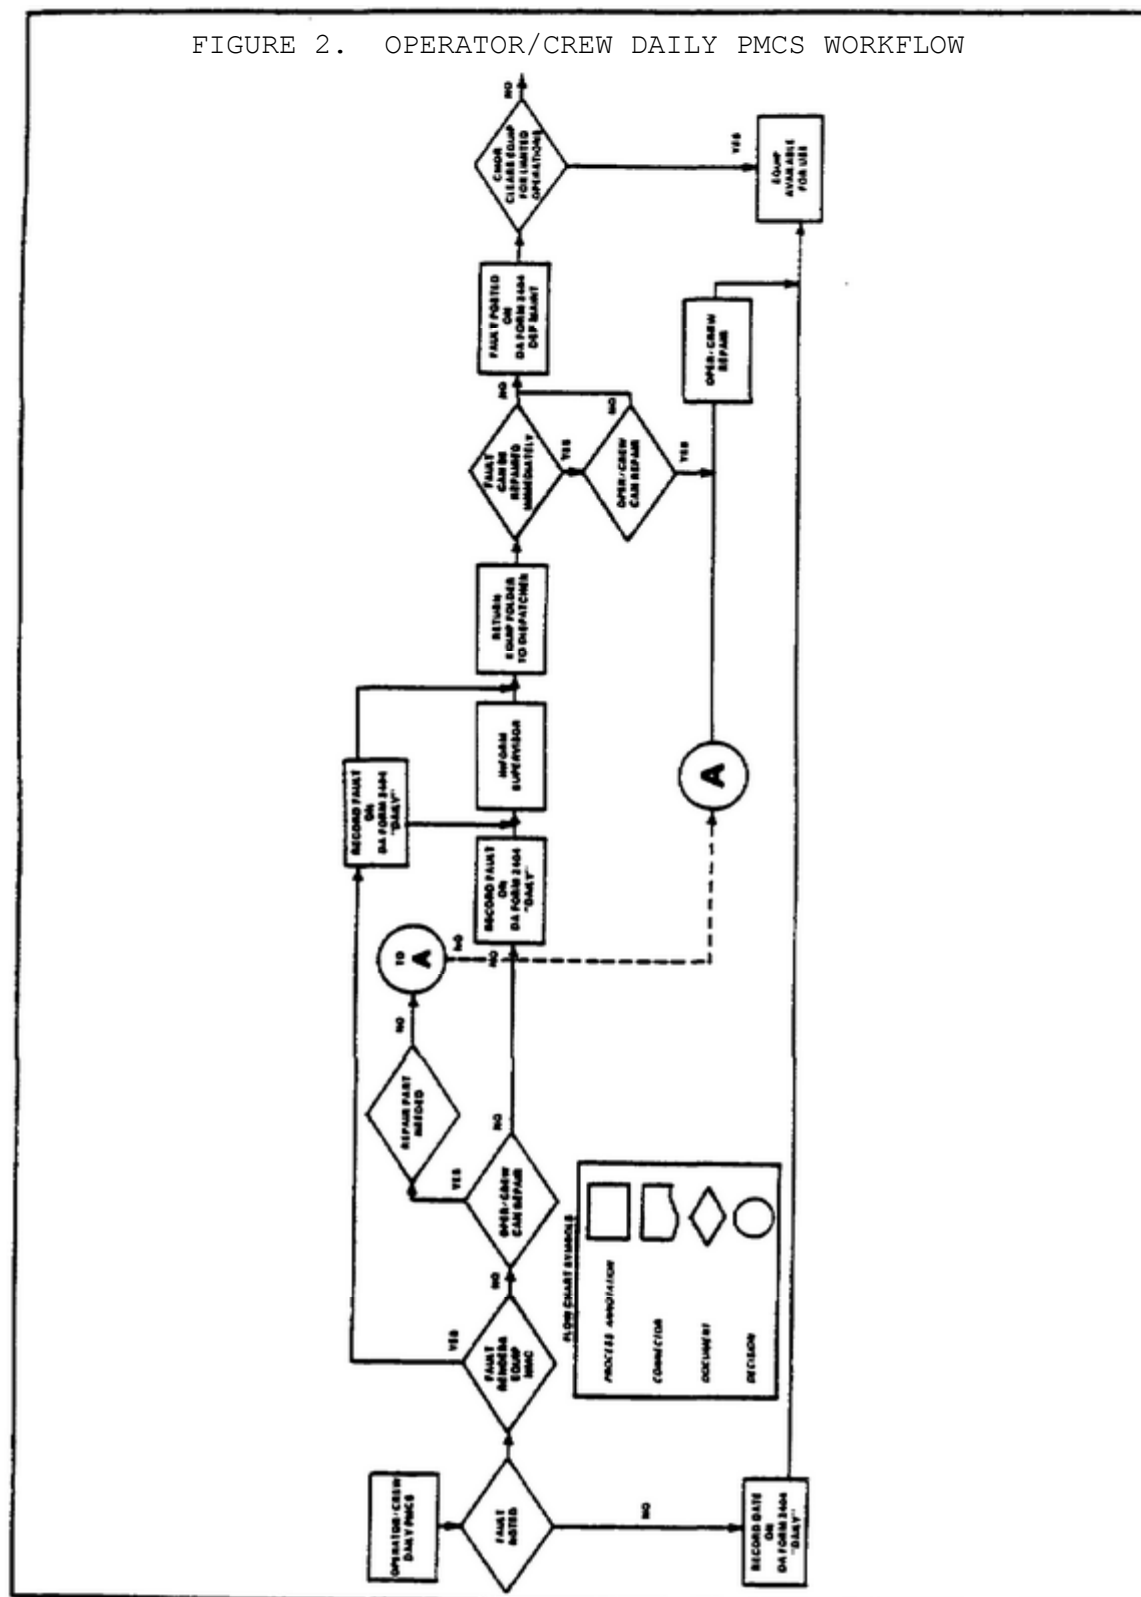 FIGURE 2. OPERATOR/CREW DAILY PMCS WORKFLOW
OPERATOR/CREW
DAILY PMCS
FAULT
NOTED
NO
RECORD DATE
ON
DA FORM 2404
"DAILY"
FAULT
RENDERS
EQUIP
NMC
YES
NO
OPER/CREW
CAN REPAIR
YES
NO
REPAIR PART
NEEDED
NO
TO
A
NO
NO
RECORD FAULT
ON
DA FORM 2404
"DAILY"
RECORD FAULT
ON
DA FORM 2404
"DAILY"
INFORM
SUPERVISOR
RETURN
EQUIP FOLDER
TO DISPATCHER
FAULT
CAN BE
REPAIRED
IMMEDIATELY
YES
NO
OPER/CREW
CAN REPAIR
NO
YES
A
OPER/CREW
REPAIR
FAULT POSTED
ON
DA FORM 2404
DEF MAINT
CMDR
CLEARS EQUIP
FOR LIMITED
OPERATIONS
NO
YES
EQUIP
AVAILABLE
FOR USE
FLOW CHART SYMBOLS
PROCESS ANNOTATION
CONNECTOR
DOCUMENT
DECISION